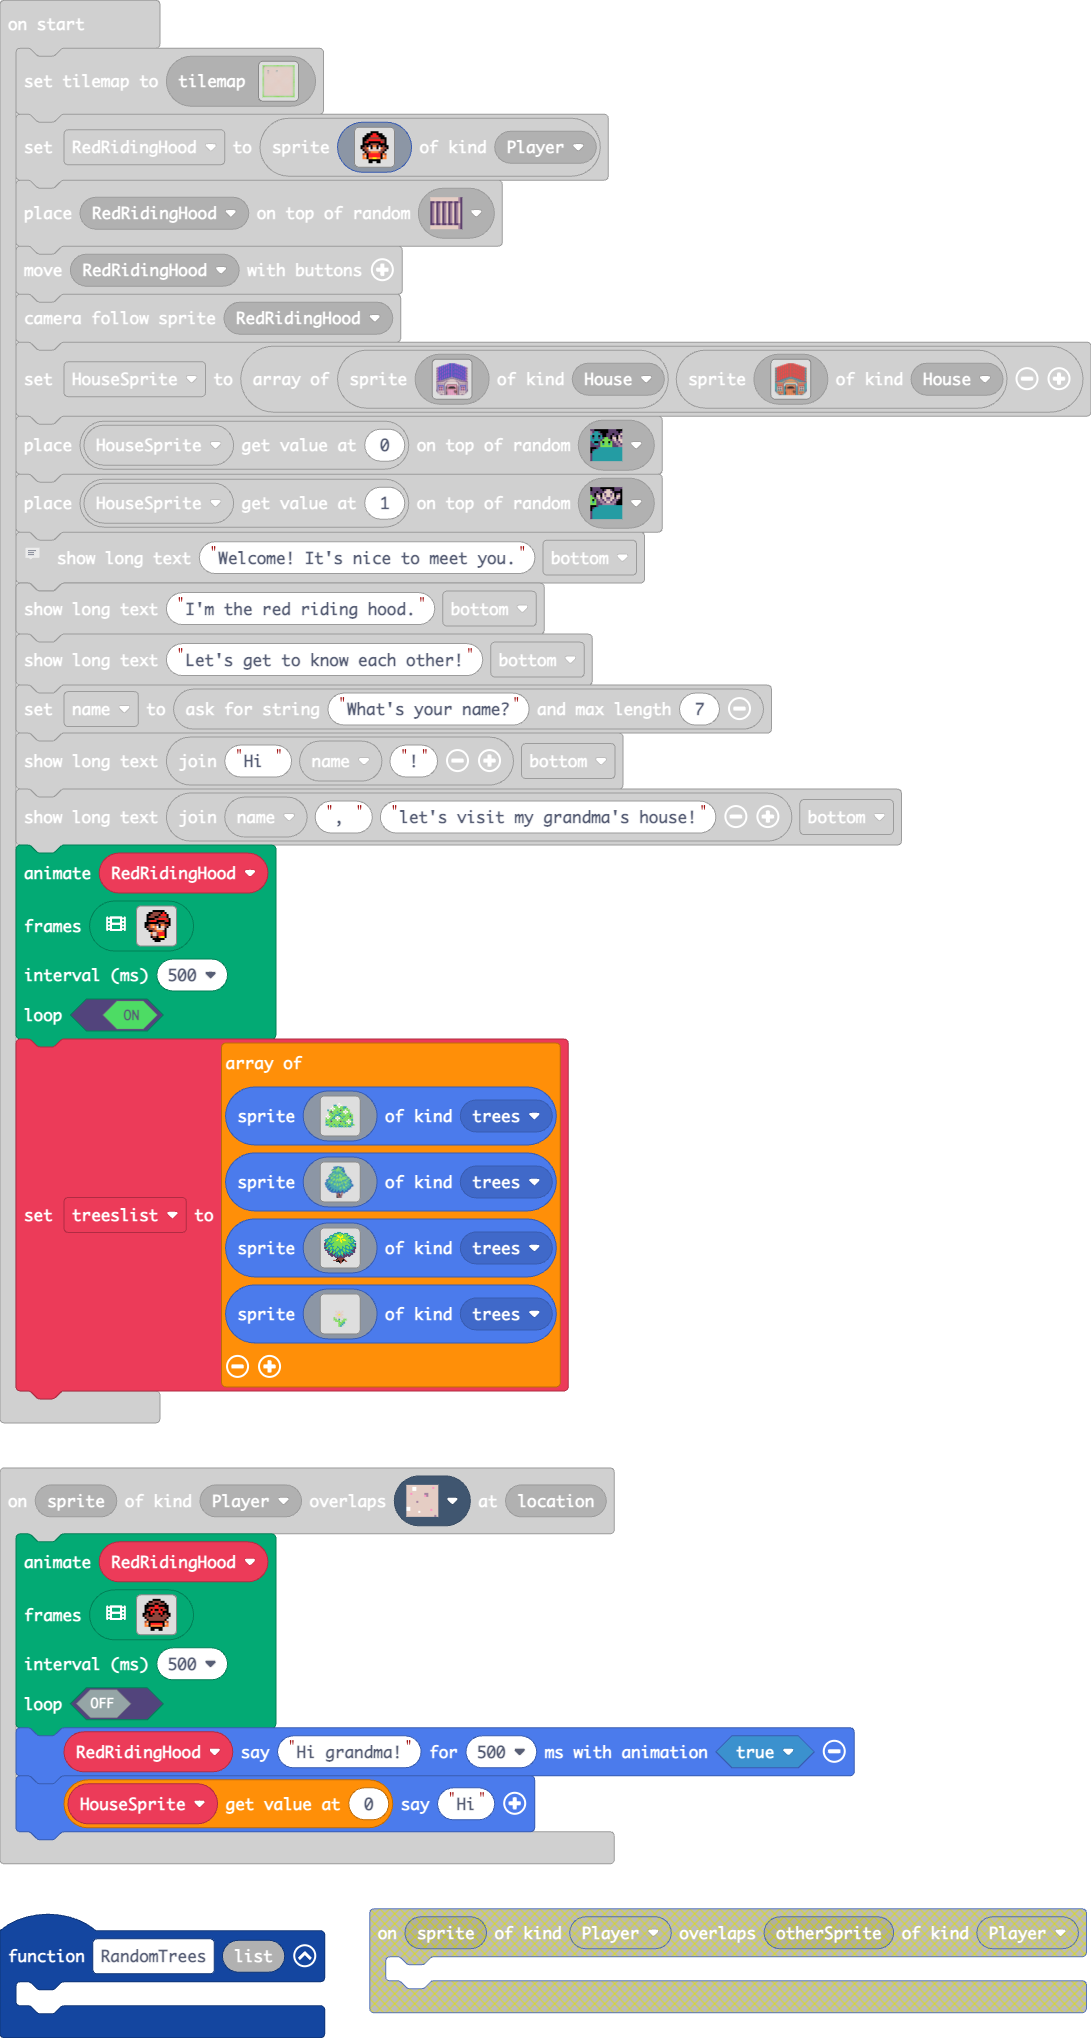 on start
set tilemap to tilemap
set RedRidingHood to sprite of kind Player
place RedRidingHood on top of random
move RedRidingHood with buttons
camera follow sprite RedRidingHood
set HouseSprite to array of sprite of kind House sprite of kind House
place HouseSprite get value at 0 on top of random
place HouseSprite get value at 1 on top of random
show long text "Welcome! It's nice to meet you." bottom
show long text "I'm the red riding hood." bottom
show long text "Let's get to know each other!" bottom
set name to ask for string "What's your name?" and max length 7
show long text join "Hi " name "!" bottom
show long text join name ", " "let's visit my grandma's house!" bottom
animate RedRidingHood
frames
interval (ms) 500
loop ON
array of
sprite of kind trees
sprite of kind trees
set treeslist to
sprite of kind trees
sprite of kind trees
on sprite of kind Player overlaps at location
animate RedRidingHood
frames
interval (ms) 500
loop OFF
RedRidingHood say "Hi grandma!" for 500 ms with animation true
HouseSprite get value at 0 say "Hi"
function RandomTrees list
on sprite of kind Player overlaps otherSprite of kind Player